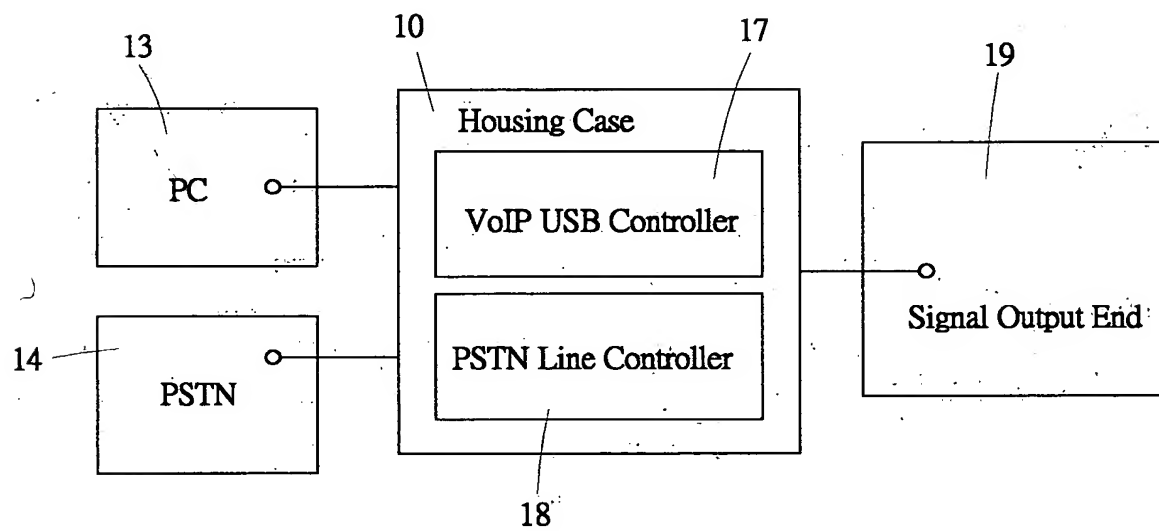 13
10
17
19
Housing Case
PC
VoIP USB Controller
14
PSTN
PSTN Line Controller
Signal Output End
18